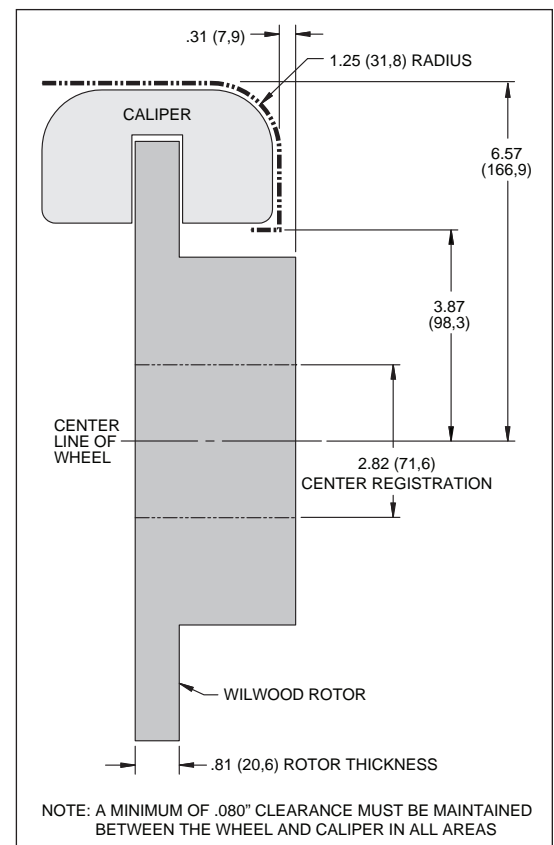 .31 (7,9)
1.25 (31,8) RADIUS
CALIPER
6.57
(166,9)
3.87
(98,3)
CENTER
LINE OF
WHEEL
2.82 (71,6)
CENTER REGISTRATION
WILWOOD ROTOR
.81 (20,6) ROTOR THICKNESS
NOTE: A MINIMUM OF .080" CLEARANCE MUST BE MAINTAINED
BETWEEN THE WHEEL AND CALIPER IN ALL AREAS